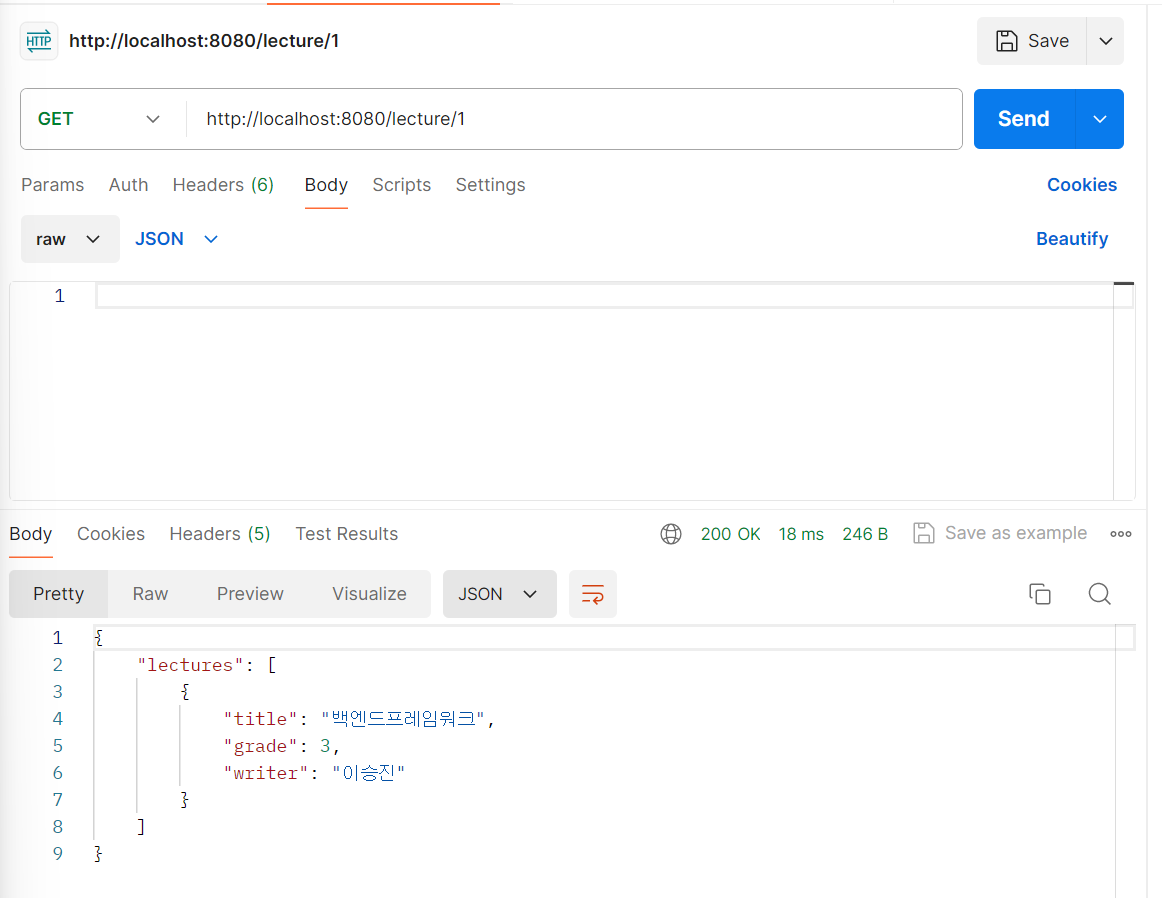 HTTP http://localhost:8080/lecture/1 Save
GET http://localhost:8080/lecture/1 Send
Params Auth Headers (6) Body Scripts Settings Cookies
raw JSON Beautify
1
Body Cookies Headers (5) Test Results 200 OK 18 ms 246 B Save as example
Pretty Raw Preview Visualize JSON
1 {
2 "lectures": [
3 {
4 "title": "백엔드프레임워크",
5 "grade": 3,
6 "writer": "이승진"
7 }
8 ]
9 }